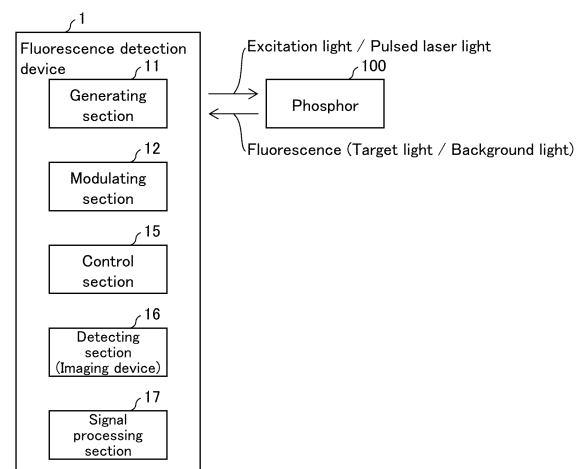 1
Fluorescence detection
device
11
Generating
section
12
Modulating
section
15
Control
section
16
Detecting
section
(Imaging device)
17
Signal
processing
section
Excitation light / Pulsed laser light
100
Phosphor
Fluorescence (Target light / Background light)